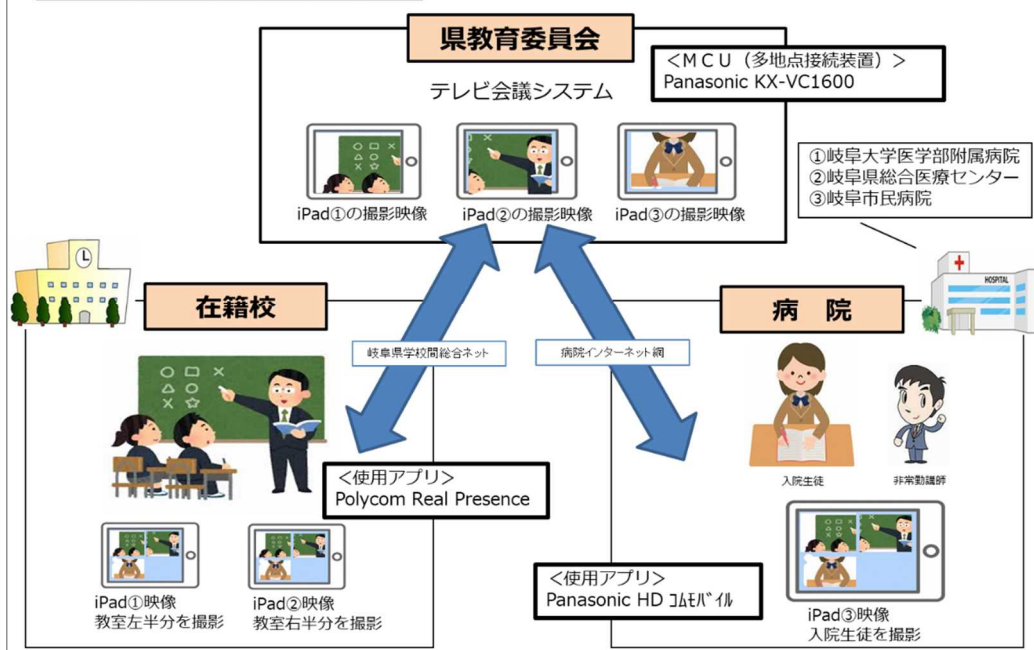 県教育委員会
<MCU（多地点接続装置）>
Panasonic KX-VC1600
テレビ会議システム
iPad①の撮影映像
iPad②の撮影映像
iPad③の撮影映像
①岐阜大学医学部附属病院
②岐阜県総合医療センター
③岐阜市民病院
在籍校
HOSPITAL
病 院
岐阜県学校間総合ネット
病院インターネット網
<使用アプリ>
Polycom Real Presence
入院生徒
非常勤講師
iPad①映像
教室左半分を撮影
iPad②映像
教室右半分を撮影
<使用アプリ>
Panasonic HD ｺﾑﾓﾊﾞｲﾙ
iPad③映像
入院生徒を撮影